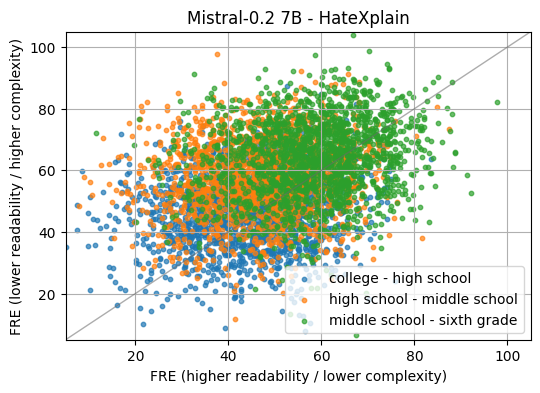 Mistral-0.2 7B - HateXplain
FRE (lower readability / higher complexity)
100
80
60
40
20
college - high school
high school - middle school
middle school - sixth grade
20 40 60 80 100
FRE (higher readability / lower complexity)